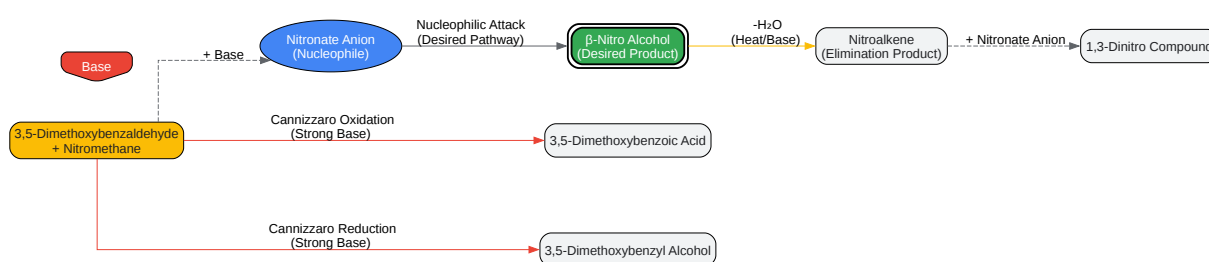 Base
+ Base
Nitronate Anion
(Nucleophile)
Nucleophilic Attack
(Desired Pathway)
β-Nitro Alcohol
(Desired Product)
-H₂O
(Heat/Base)
Nitroalkene
(Elimination Product)
+ Nitronate Anion
1,3-Dinitro Compound
3,5-Dimethoxybenzaldehyde
+ Nitromethane
Cannizzaro Oxidation
(Strong Base)
3,5-Dimethoxybenzoic Acid
Cannizzaro Reduction
(Strong Base)
3,5-Dimethoxybenzyl Alcohol